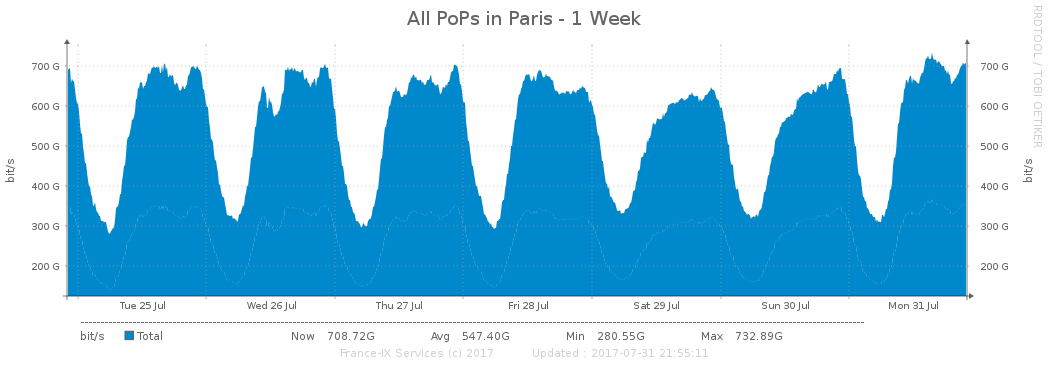 All PoPs in Paris - 1 Week
RRDTOOL / TOBI OETIKER
bit/s
700 G
600 G
500 G
400 G
300 G
200 G
700 G
600 G
500 G
400 G
300 G
200 G
bit/s
Tue 25 Jul Wed 26 Jul Thu 27 Jul Fri 28 Jul Sat 29 Jul Sun 30 Jul Mon 31 Jul
bit/s Total Now 708.72G Avg 547.40G Min 280.55G Max 732.89G
France-IX Services (c) 2017 Updated : 2017-07-31 21:55:11